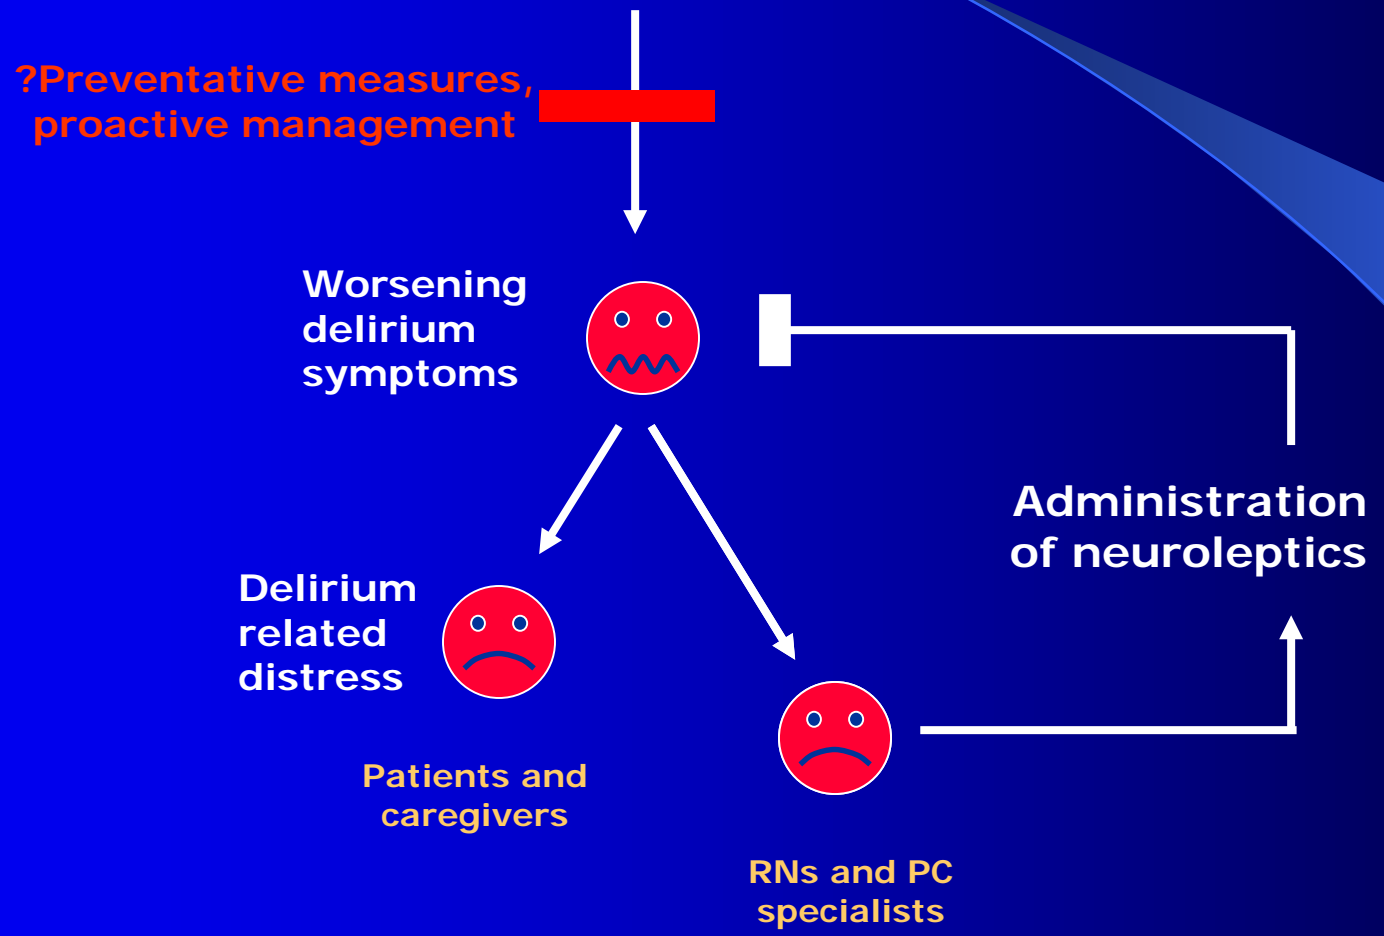 ?Preventative measures,
proactive management
Worsening
delirium
symptoms
Administration
of neuroleptics
Delirium
related
distress
Patients and
caregivers
RNs and PC
specialists